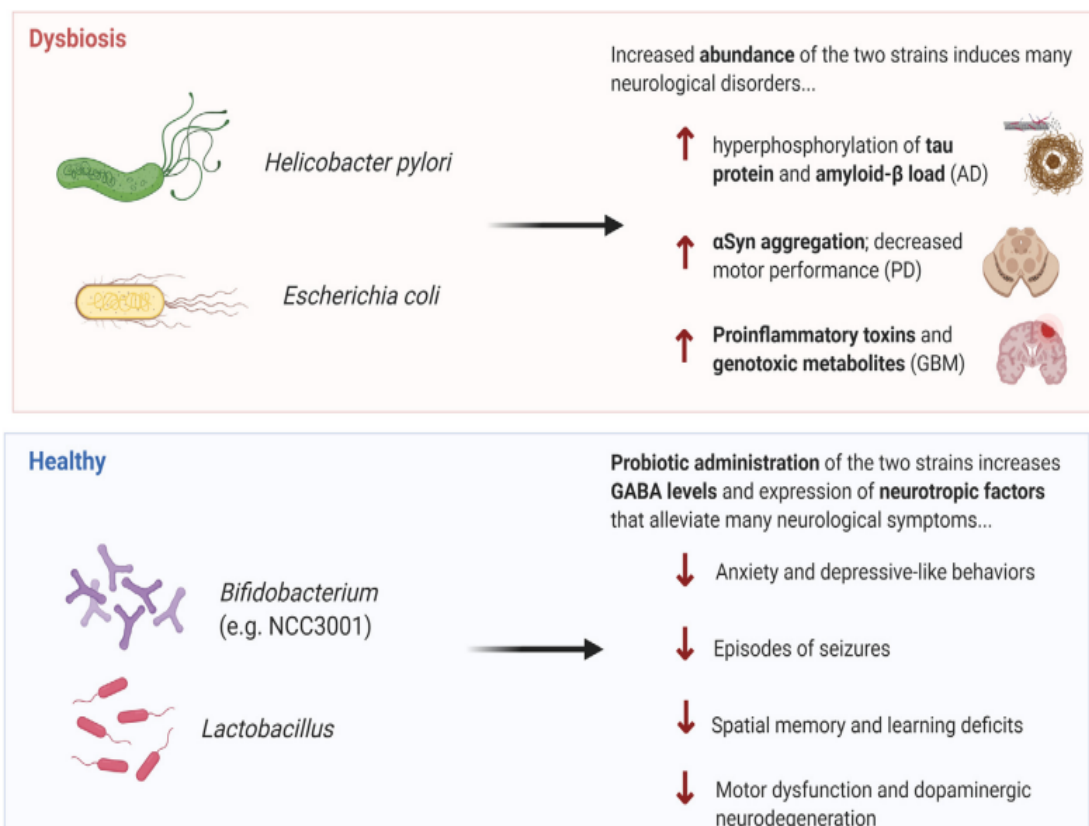 Dysbiosis
Helicobacter pylori
Escherichia coli
Increased abundance of the two strains induces many
neurological disorders...
hyperphosphorylation of tau
protein and amyloid-β load (AD)
αSyn aggregation; decreased
motor performance (PD)
Proinflammatory toxins and
genotoxic metabolites (GBM)
Healthy
Bifidobacterium
(e.g. NCC3001)
Lactobacillus
Probiotic administration of the two strains increases
GABA levels and expression of neurotropic factors
that alleviate many neurological symptoms...
Anxiety and depressive-like behaviors
Episodes of seizures
Spatial memory and learning deficits
Motor dysfunction and dopaminergic
neurodegeneration